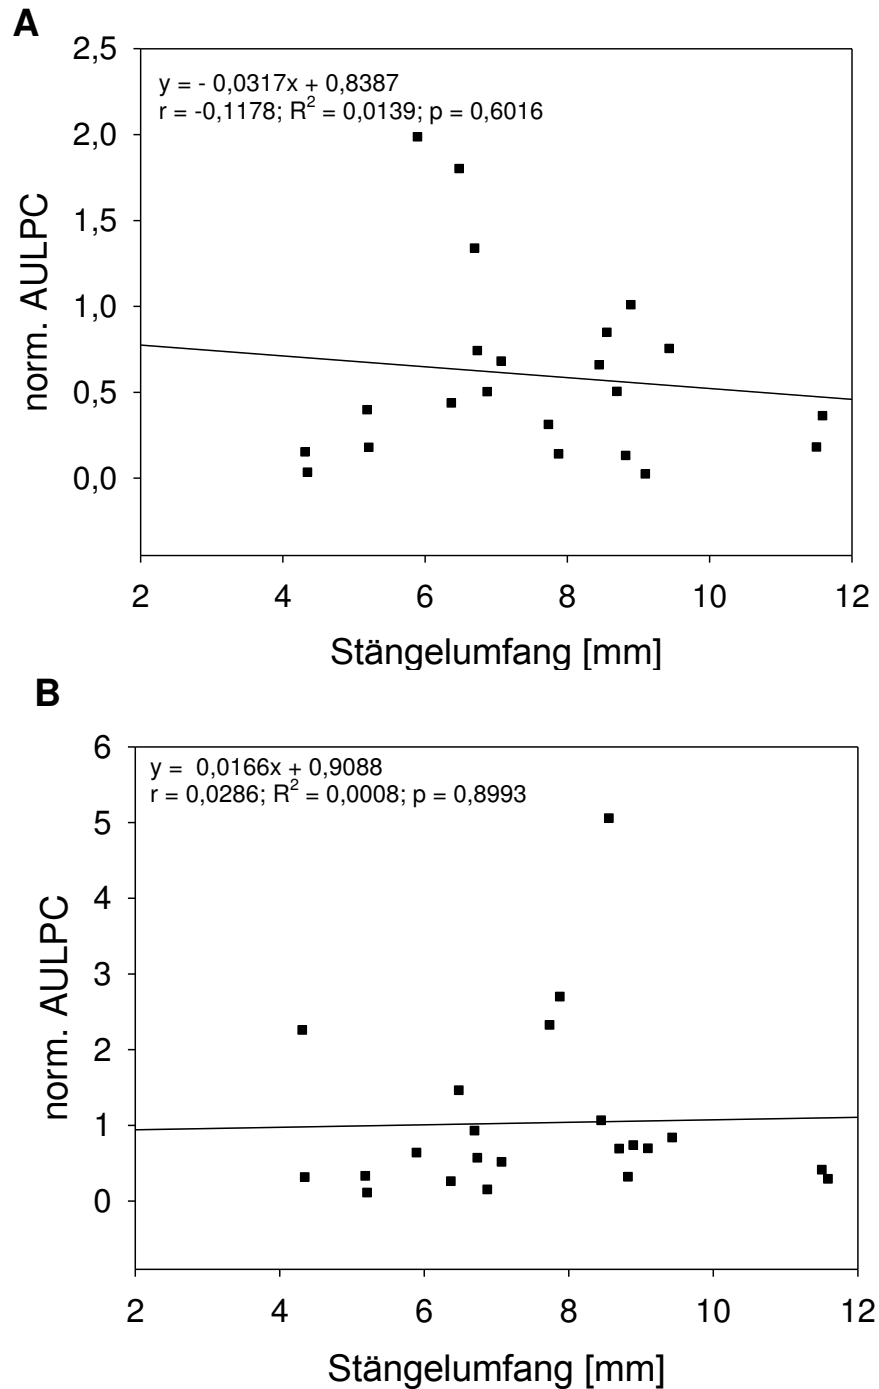 A
2,5
y = - 0,0317x + 0,8387
r = -0,1178; R² = 0,0139; p = 0,6016
2,0
1,5
1,0
0,5
0,0
norm. AULPC
2 4 6 8 10 12
Stängelumfang [mm]
B
6
y = 0,0166x + 0,9088
r = 0,0286; R² = 0,0008; p = 0,8993
5
4
3
2
1
0
norm. AULPC
2 4 6 8 10 12
Stängelumfang [mm]